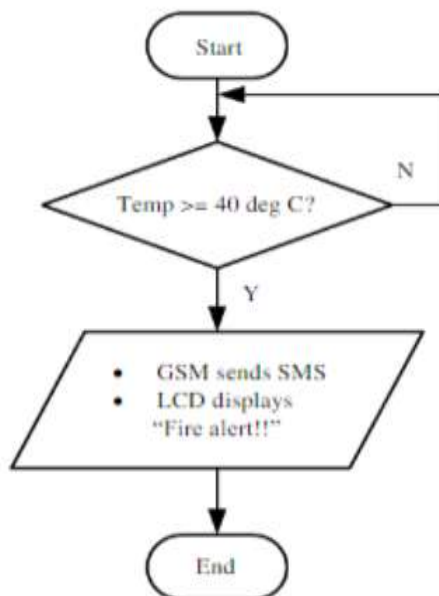 Start
N
Temp >= 40 deg C?
Y
• GSM sends SMS
• LCD displays
“Fire alert!!”
End